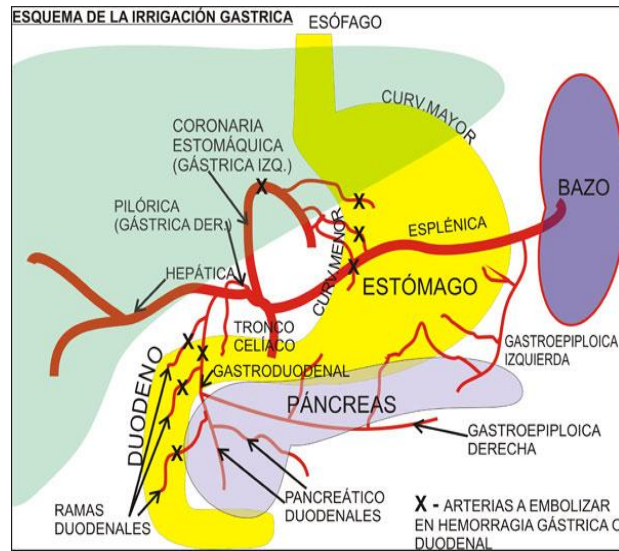 ESQUEMA DE LA IRRIGACIÓN GASTRICA
ESÓFAGO
CURV.MAYOR
CORONARIA
ESTOMÁQUICA
(GÁSTRICA IZQ.)
BAZO
PILÓRICA
(GÁSTRICA DER.)
ESPLÉNICA
HEPÁTICA
CURV.MENOR
ESTÓMAGO
TRONCO
CELÍACO
GASTROEPIPLOICA
IZQUIERDA
DUODENO
GASTRODUODENAL
PÁNCREAS
GASTROEPIPLOICA
DERECHA
RAMAS
DUODENALES
PANCREÁTICO
DUODENALES
X - ARTERIAS A EMBOLIZAR
EN HEMORRAGIA GÁSTRICA O
DUODENAL
X
X
X
X
X
X
X
X